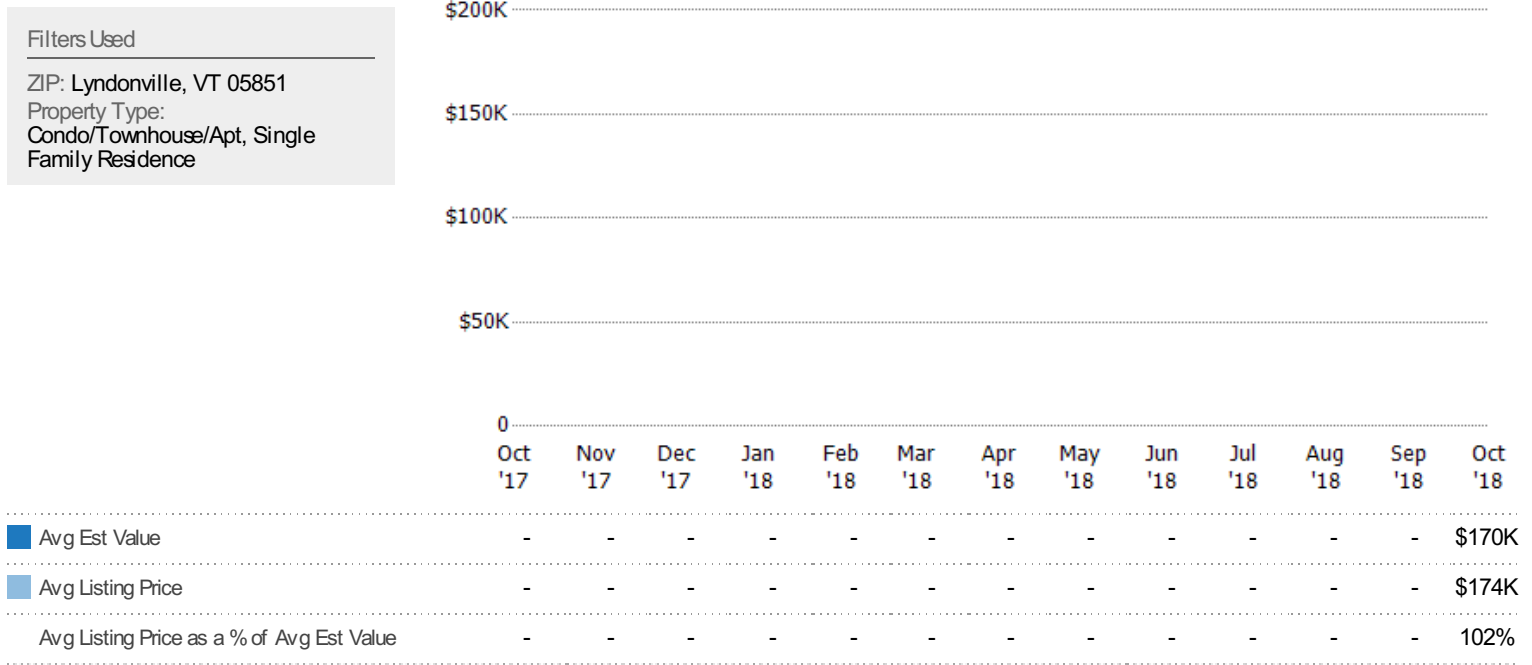 Filters Used
ZIP: Lyndonville, VT 05851
Property Type:
Condo/Townhouse/Apt, Single
Family Residence
$200K
$150K
$100K
$50K
0
Oct Nov Dec Jan Feb Mar Apr May Jun Jul Aug Sep Oct
'17 '17 '17 '18 '18 '18 '18 '18 '18 '18 '18 '18 '18
Avg Est Value - - - - - - - - - - - - $170K
Avg Listing Price - - - - - - - - - - - - $174K
Avg Listing Price as a % of Avg Est Value - - - - - - - - - - - - 102%